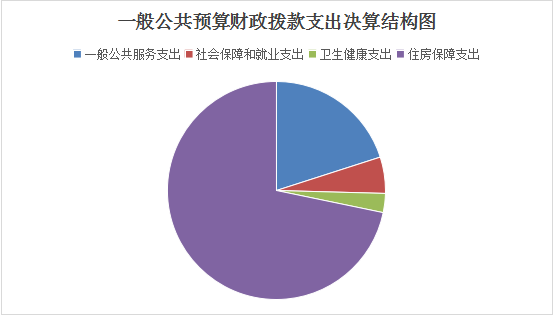 一般公共预算财政拨款支出决算结构图
一般公共服务支出 社会保障和就业支出 卫生健康支出 住房保障支出